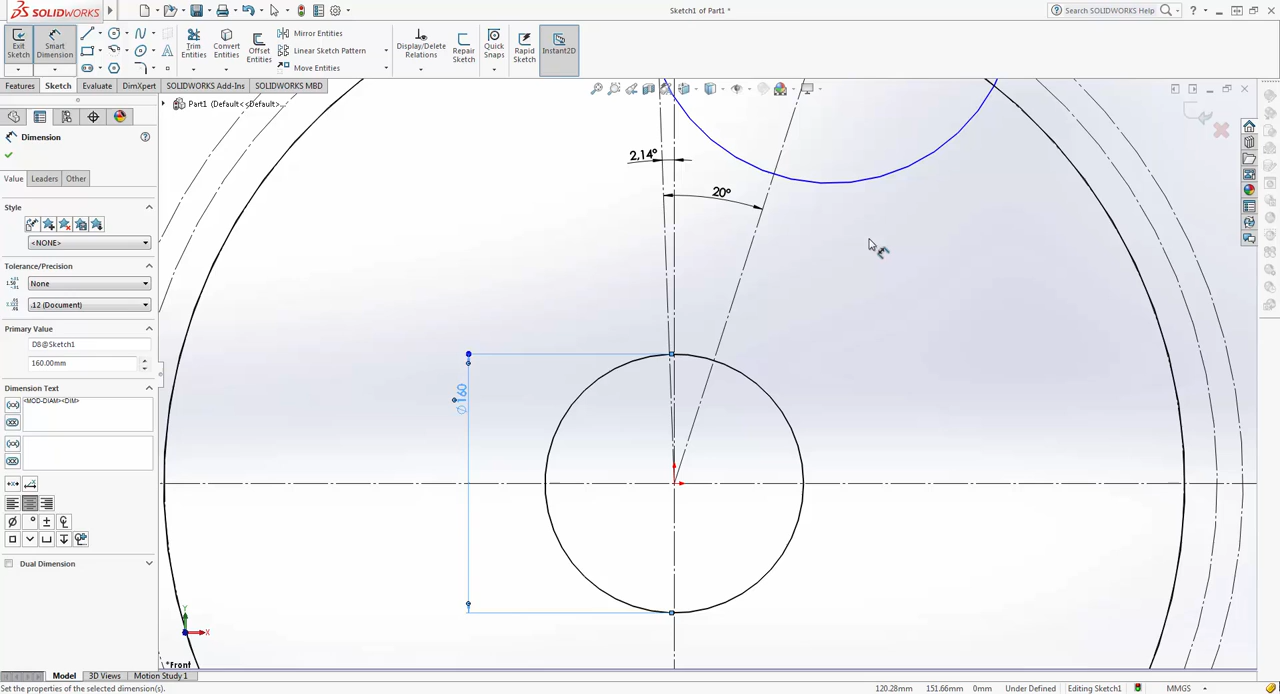 SOLIDWORKS
Sketch1 of Part1 *
Search SOLIDWORKS Help
Exit Sketch
Smart Dimension
Trim Entities
Convert Entities
Offset Entities
Mirror Entities
Linear Sketch Pattern
Move Entities
Display/Delete Relations
Repair Sketch
Quick Snaps
Rapid Sketch
Instant2D
Features Sketch Evaluate DimXpert SOLIDWORKS Add-Ins SOLIDWORKS MBD
Part1 (Default<<Default>...
Dimension
Value Leaders Other
Style
<NONE>
Tolerance/Precision
None
.12 (Document)
Primary Value
D8@Sketch1
160.00mm
Dimension Text
<MOD-DIAM><DIM>
Dual Dimension
2,14°
20°
∅160
Y
X
*Front
Model 3D Views Motion Study 1
Set the properties of the selected dimension(s).
120.28mm 151.66mm 0mm Under Defined Editing Sketch1 MMGS